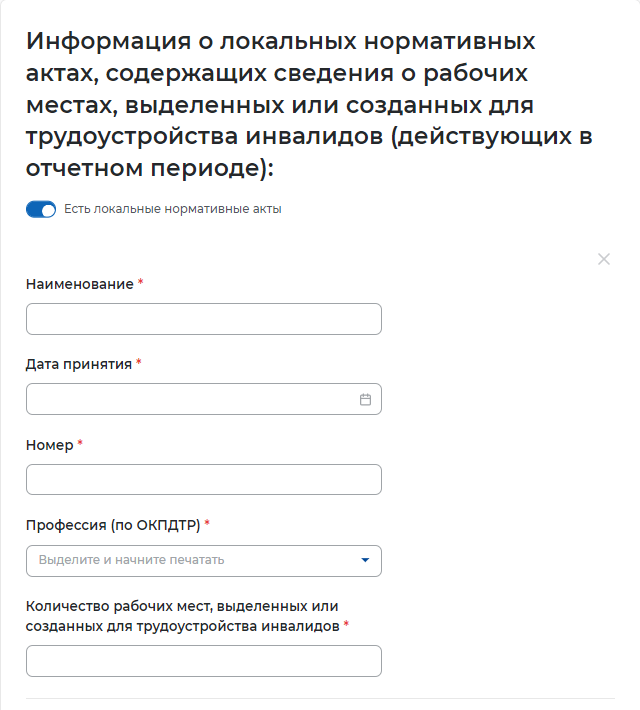 Информация о локальных нормативных
актах, содержащих сведения о рабочих
местах, выделенных или созданных для
трудоустройства инвалидов (действующих в
отчетном периоде):
Есть локальные нормативные акты
Наименование *
Дата принятия *
Номер *
Профессия (по ОКПДТР) *
Выделите и начните печатать
Количество рабочих мест, выделенных или
созданных для трудоустройства инвалидов *